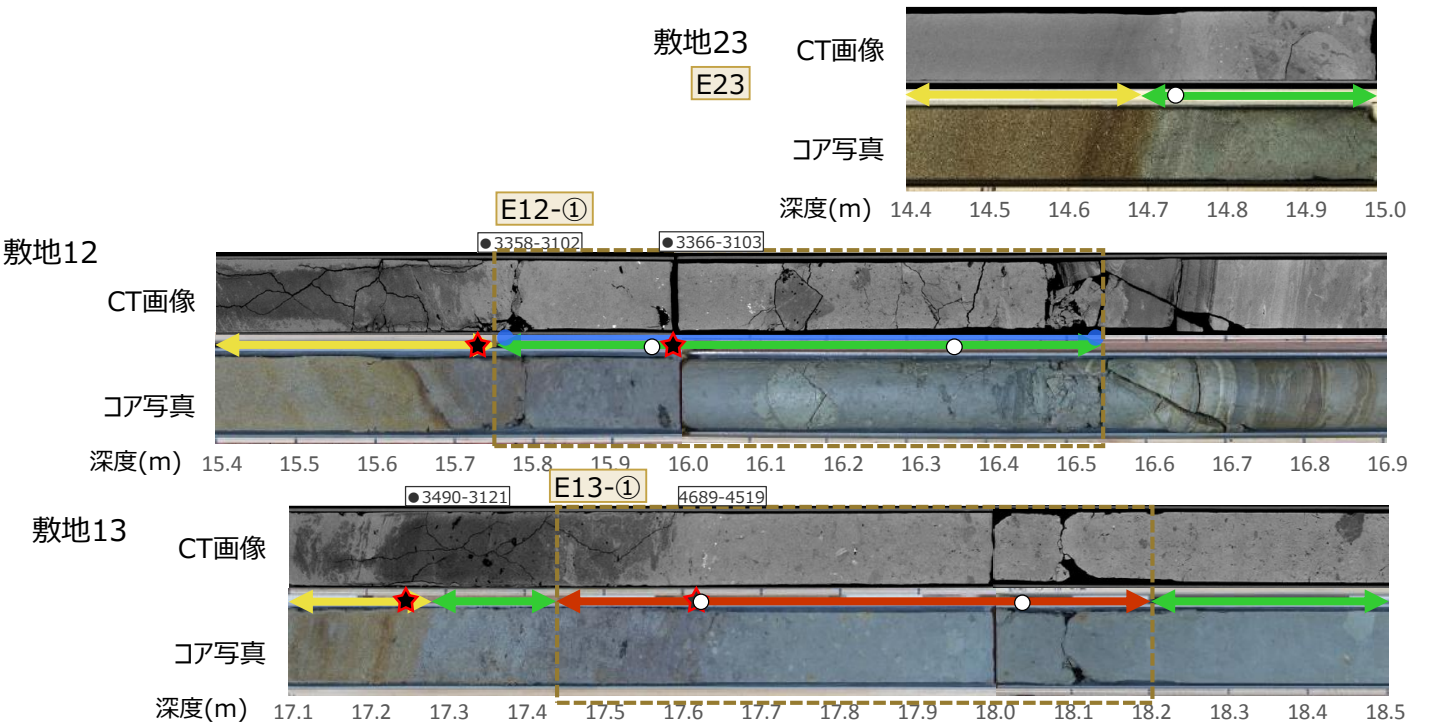 敷地23
E23
CT画像
コア写真
深度(m) 14.4 14.5 14.6 14.7 14.8 14.9 15.0
敷地12
E12-①
●3358-3102 ●3366-3103
CT画像
コア写真
深度(m) 15.4 15.5 15.6 15.7 15.8 15.9 16.0 16.1 16.2 16.3 16.4 16.5 16.6 16.7 16.8 16.9
敷地13
●3490-3121 E13-① 4689-4519
CT画像
コア写真
深度(m) 17.1 17.2 17.3 17.4 17.5 17.6 17.7 17.8 17.9 18.0 18.1 18.2 18.3 18.4 18.5